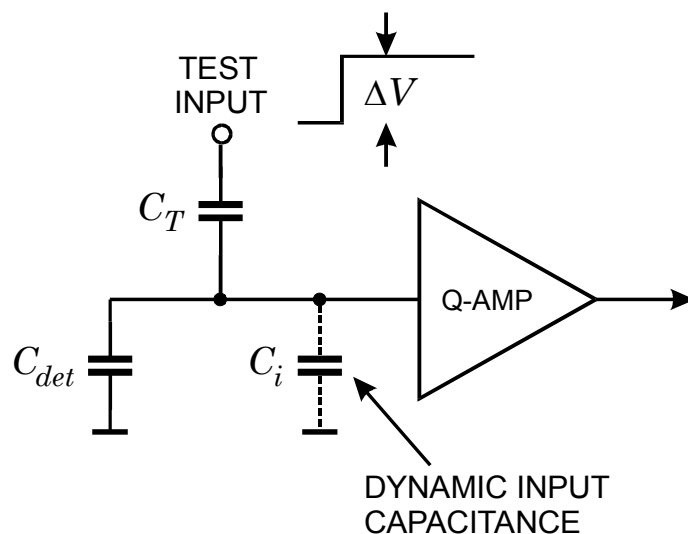 TEST
INPUT
ΔV
C_T
Q-AMP
C_det
C_i
DYNAMIC INPUT
CAPACITANCE